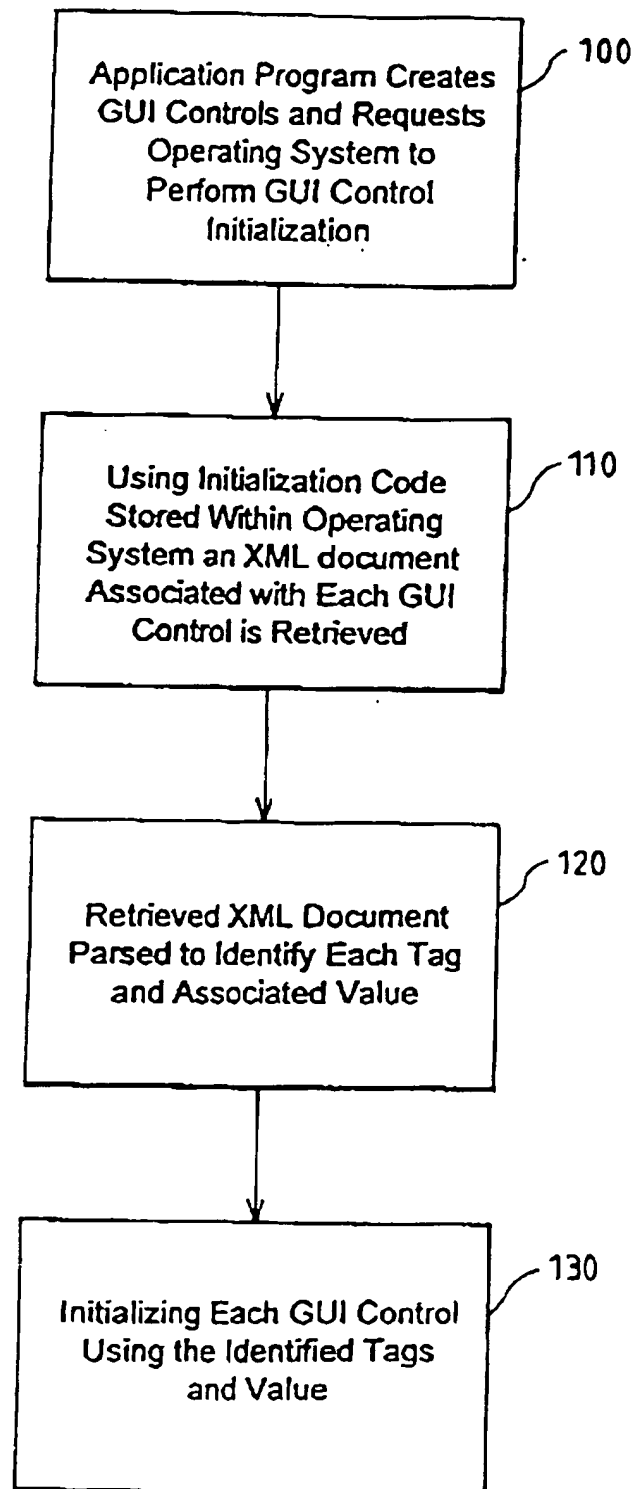 100
Application Program Creates
GUI Controls and Requests
Operating System to
Perform GUI Control
Initialization
110
Using Initialization Code
Stored Within Operating
System an XML document
Associated with Each GUI
Control is Retrieved
120
Retrieved XML Document
Parsed to Identify Each Tag
and Associated Value
130
Initializing Each GUI Control
Using the Identified Tags
and Value